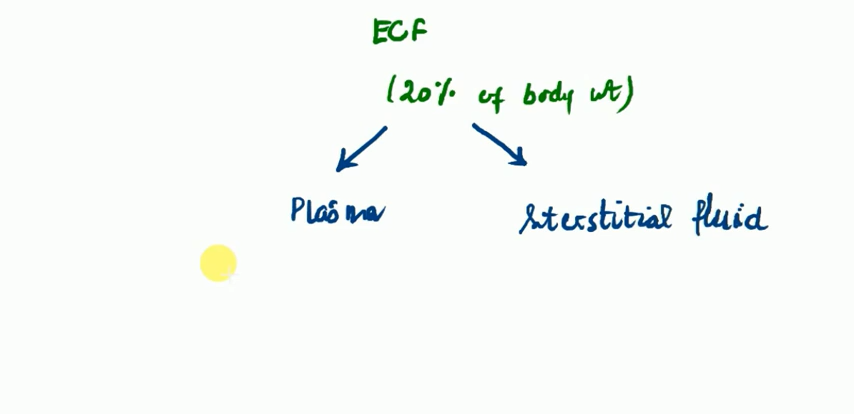 ECF
(20% of body wt)
Plasma
Interstitial fluid